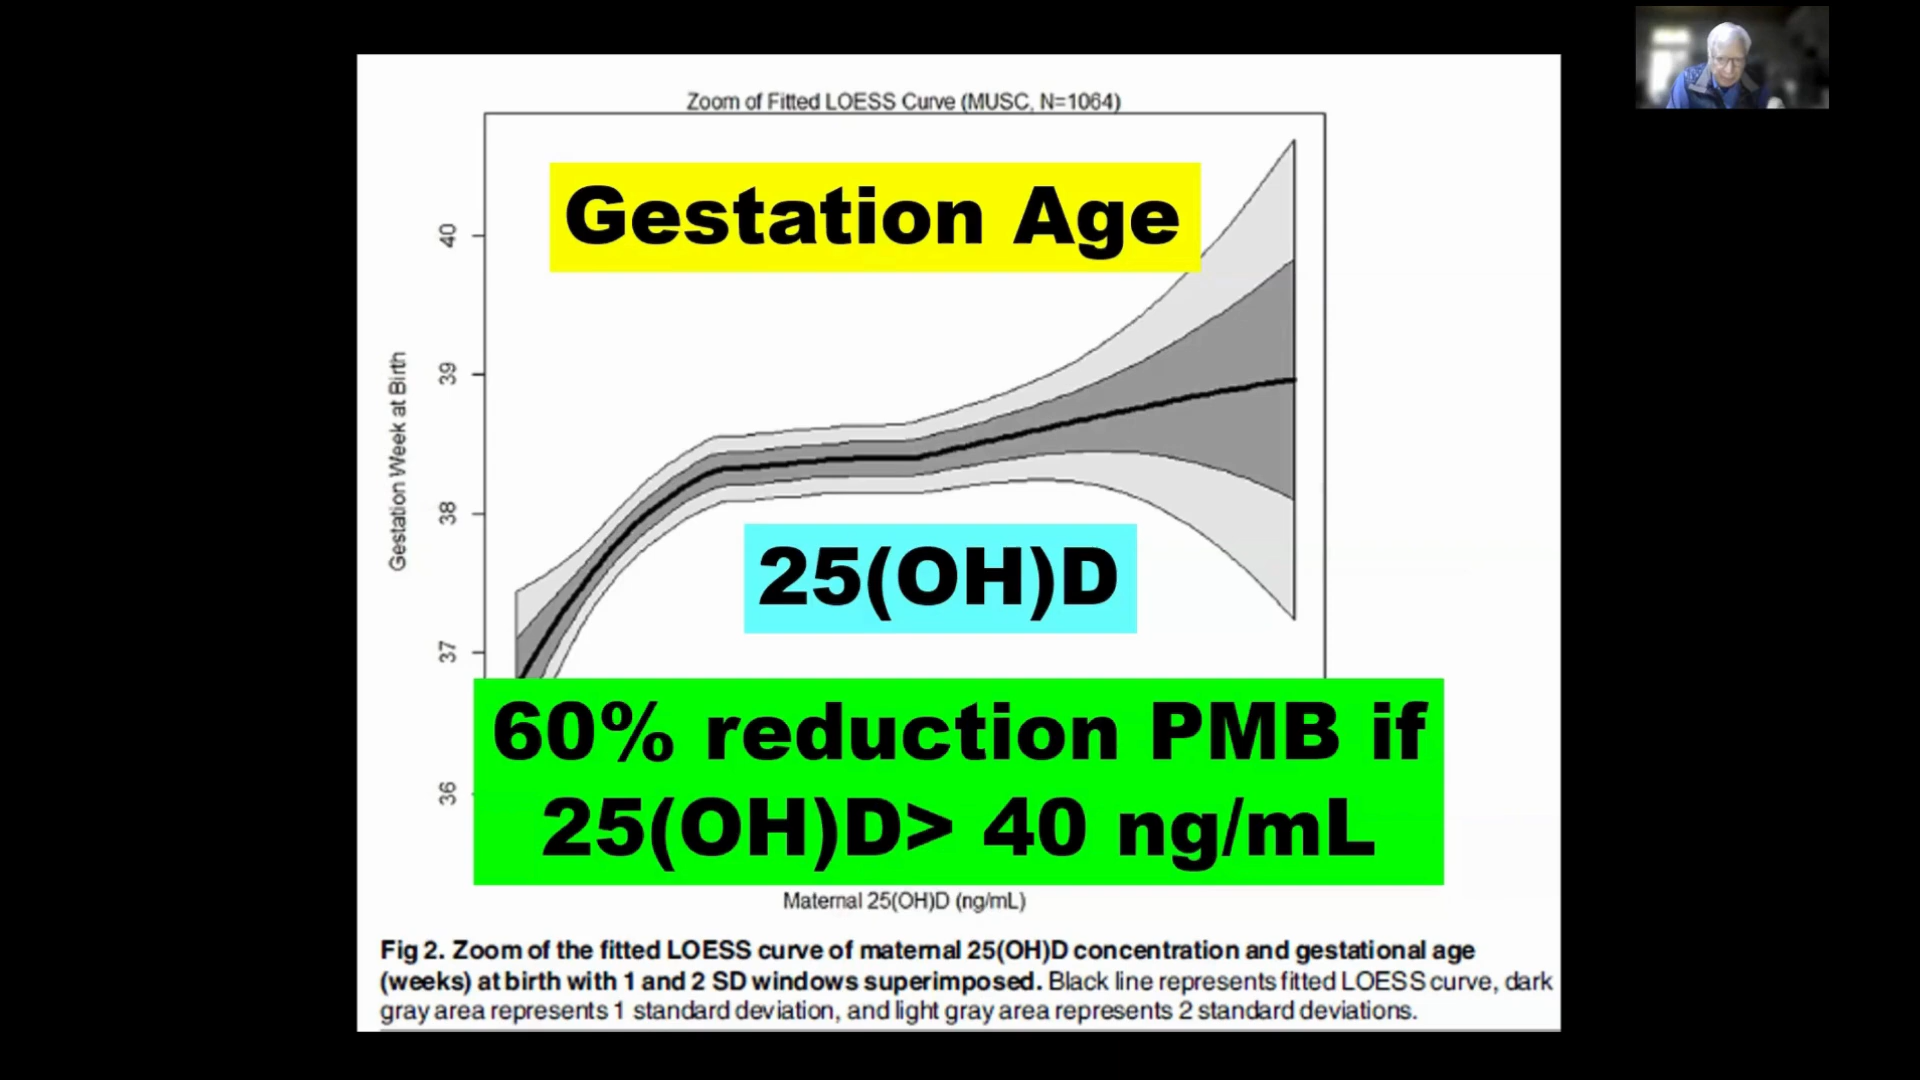 Zoom of Fitted LOESS Curve (MUSC, N=1064)
Gestation Age
40
39
38
37
36
Gestation Week at Birth
25(OH)D
60% reduction PMB if
25(OH)D> 40 ng/mL
Maternal 25(OH)D (ng/mL)
Fig 2. Zoom of the fitted LOESS curve of maternal 25(OH)D concentration and gestational age
(weeks) at birth with 1 and 2 SD windows superimposed. Black line represents fitted LOESS curve, dark
gray area represents 1 standard deviation, and light gray area represents 2 standard deviations.